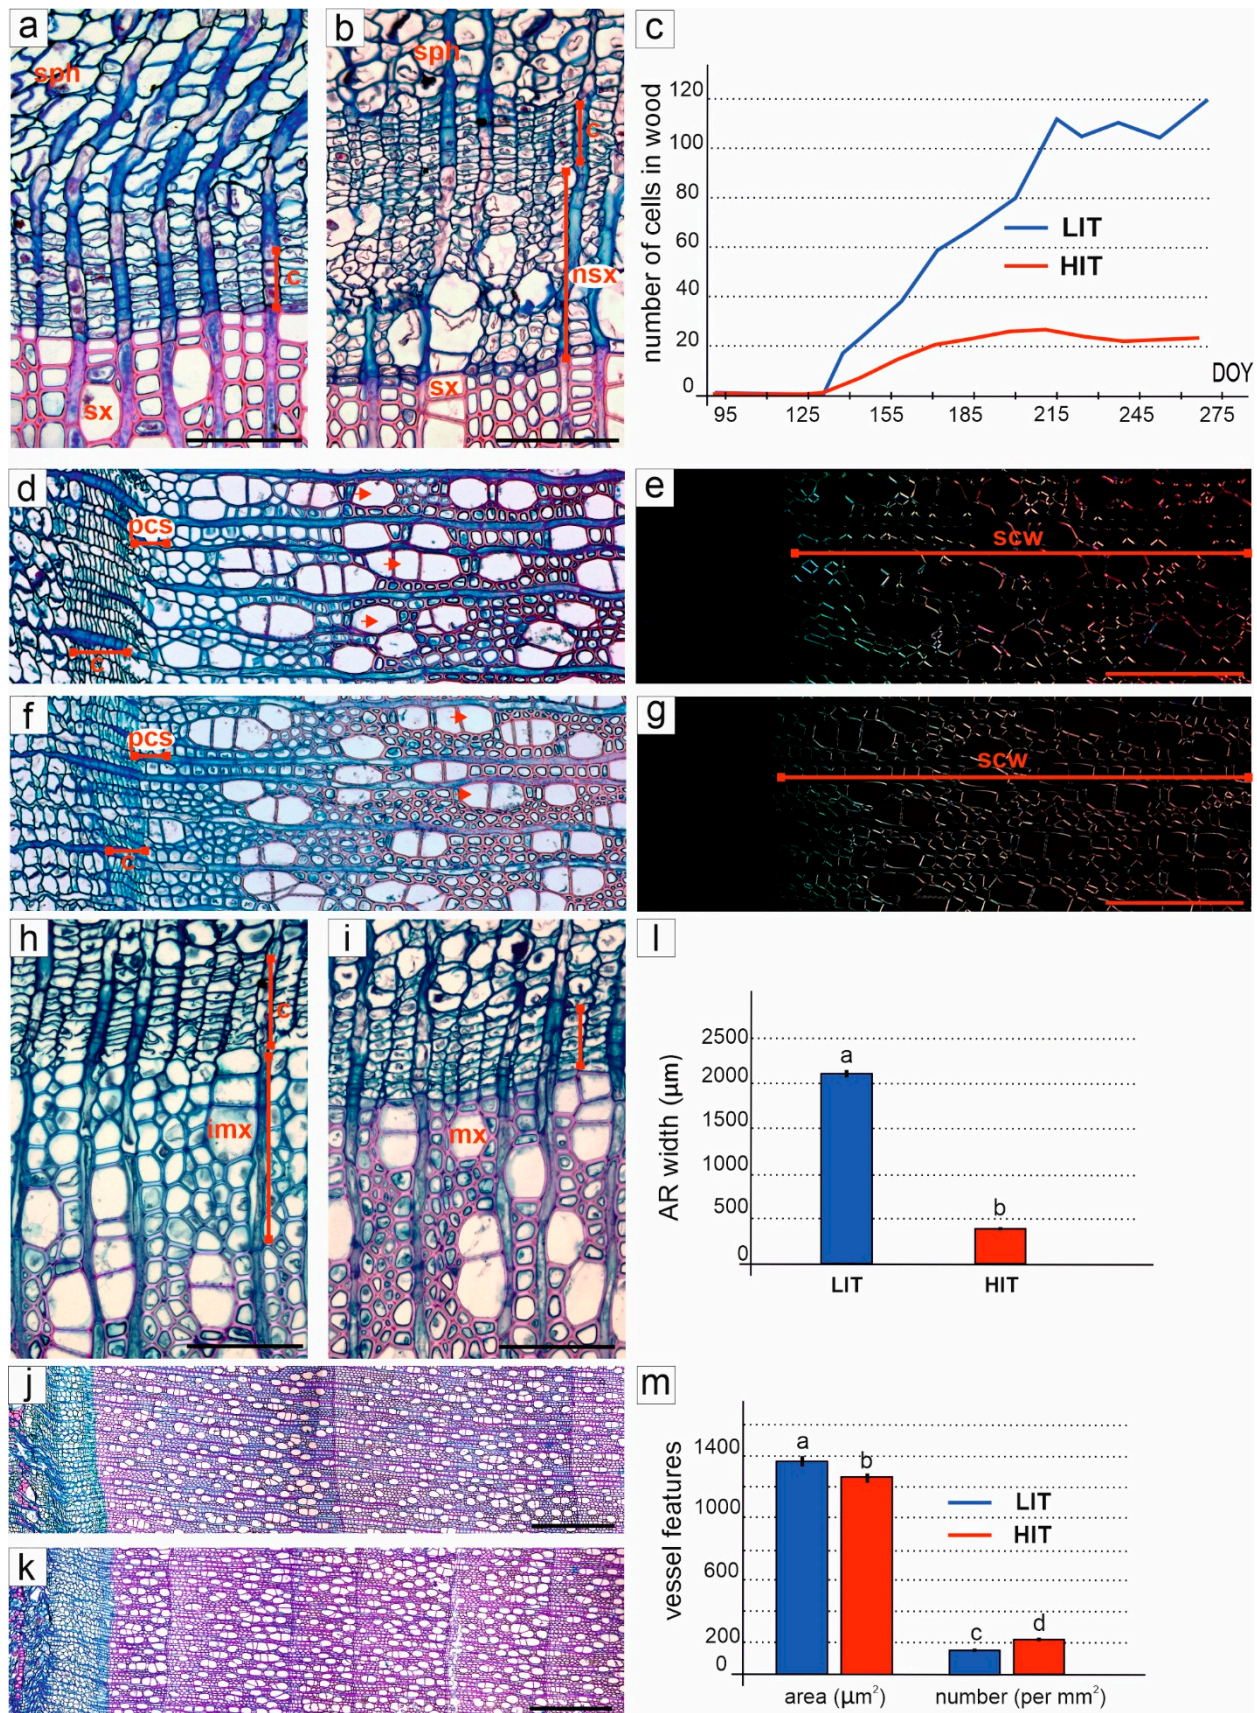 a
sph
c
sx
b
sph
c
nsx
sx
c
number of cells in wood
120
100
80
60
40
20
0
LIT
HIT
DOY
95 125 155 185 215 245 275
d
pcs
c
e
scw
f
pcs
c
g
scw
h
c
imx
i
mx
l
AR width (µm)
2500
2000
1500
1000
500
0
a
b
LIT HIT
j
k
m
vessel features
1400
1000
600
200
0
a
b
c
d
LIT
HIT
area (µm²) number (per mm²)